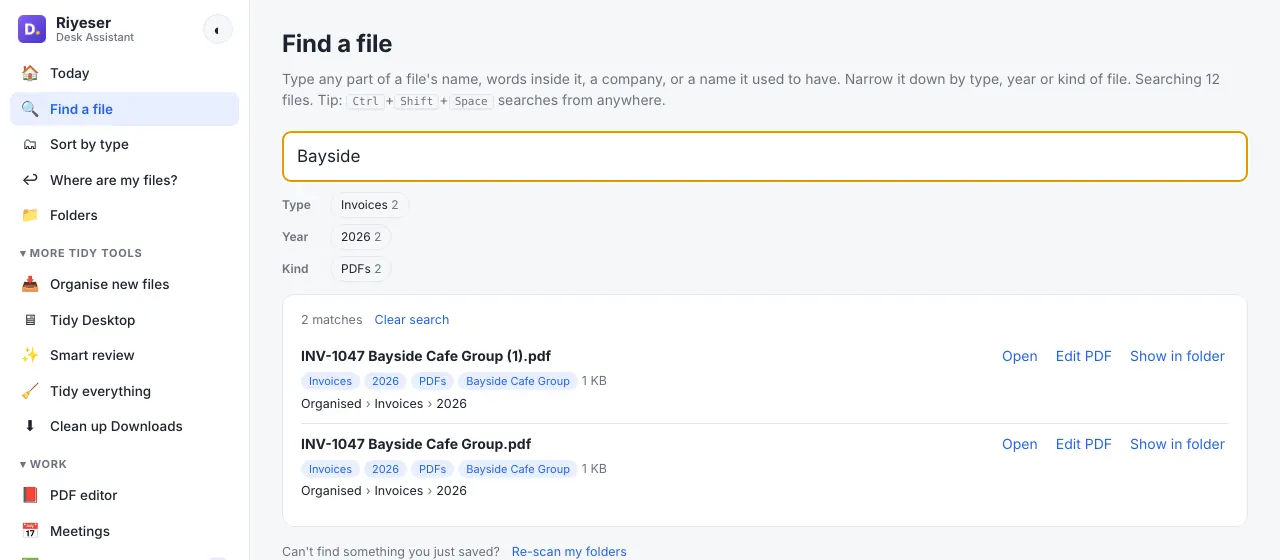 D.
Riyeser
Desk Assistant
Today
Find a file
Sort by type
Where are my files?
Folders
▾ MORE TIDY TOOLS
Organise new files
Tidy Desktop
Smart review
Tidy everything
Clean up Downloads
▾ WORK
PDF editor
Meetings
Find a file
Type any part of a file's name, words inside it, a company, or a name it used to have. Narrow it down by type, year or kind of file. Searching 12
files. Tip: Ctrl+Shift+Space searches from anywhere.
Bayside
Type Invoices 2
Year 2026 2
Kind PDFs 2
2 matches Clear search
INV-1047 Bayside Cafe Group (1).pdf Open Edit PDF Show in folder
Invoices 2026 PDFs Bayside Cafe Group 1 KB
Organised › Invoices › 2026
INV-1047 Bayside Cafe Group.pdf Open Edit PDF Show in folder
Invoices 2026 PDFs Bayside Cafe Group 1 KB
Organised › Invoices › 2026
Can't find something you just saved? Re-scan my folders